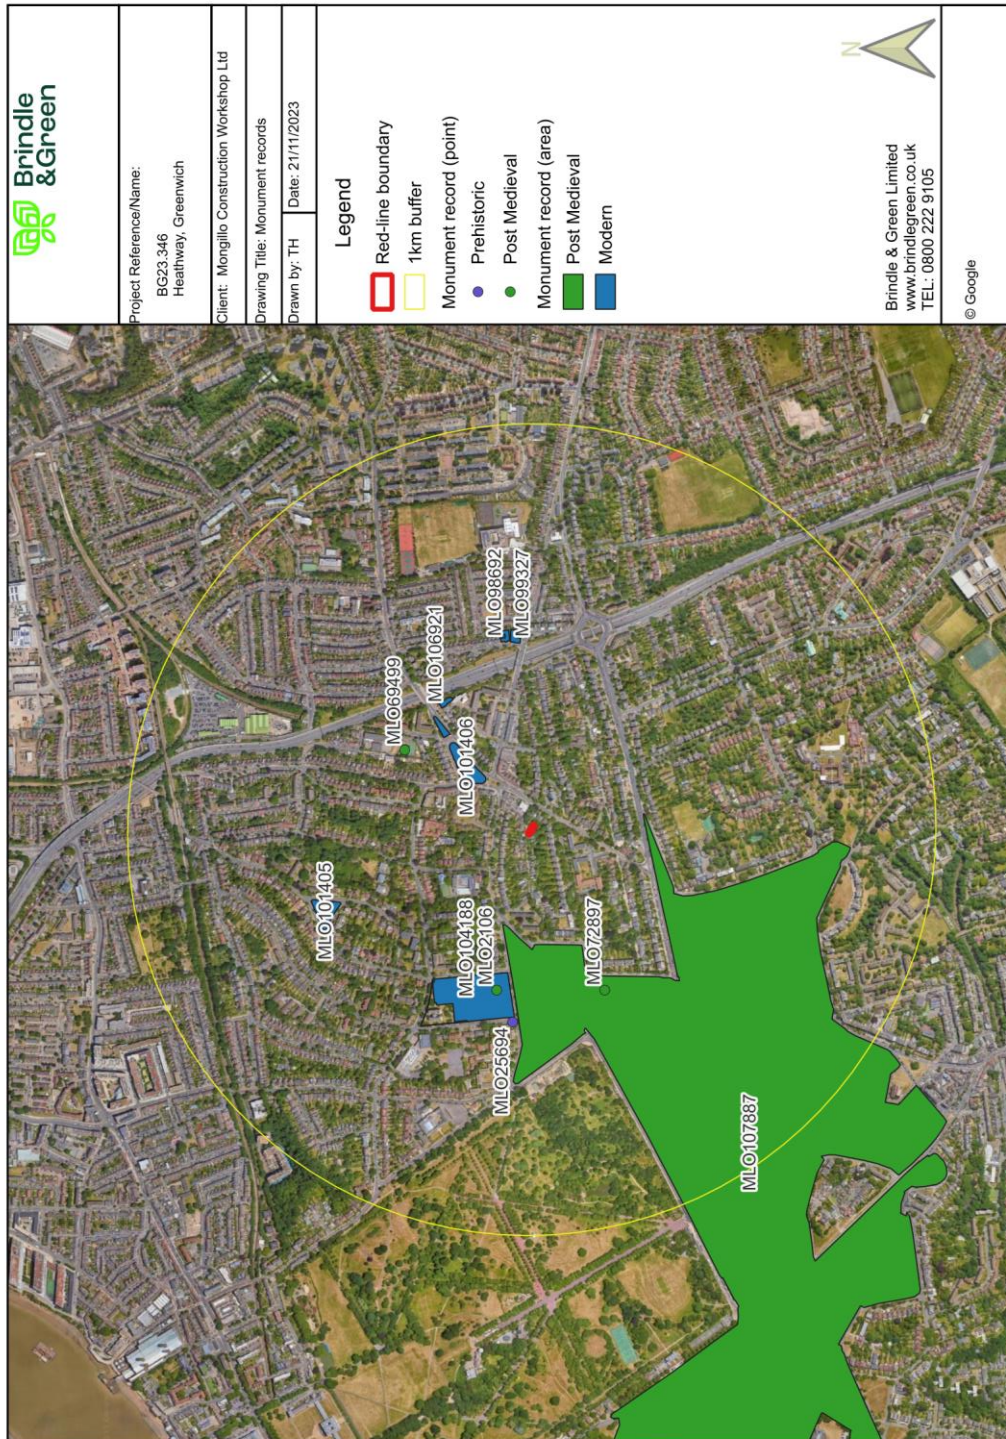 Brindle
&Green
Project Reference/Name:
BG23.346
Heathway, Greenwich
Client: Mongillo Construction Workshop Ltd
Drawing Title: Monument records
Drawn by: TH
Date: 21/11/2023
Legend
Red-line boundary
1km buffer
Monument record (point)
Prehistoric
Post Medieval
Monument record (area)
Post Medieval
Modern
N
Brindle & Green Limited
www.brindlegreen.co.uk
TEL: 0800 222 9105
© Google
MLO98692
MLO99327
MLO106921
MLO69499
MLO101406
MLO101405
MLO104188
MLO2106
MLO72897
MLO25694
MLO107887